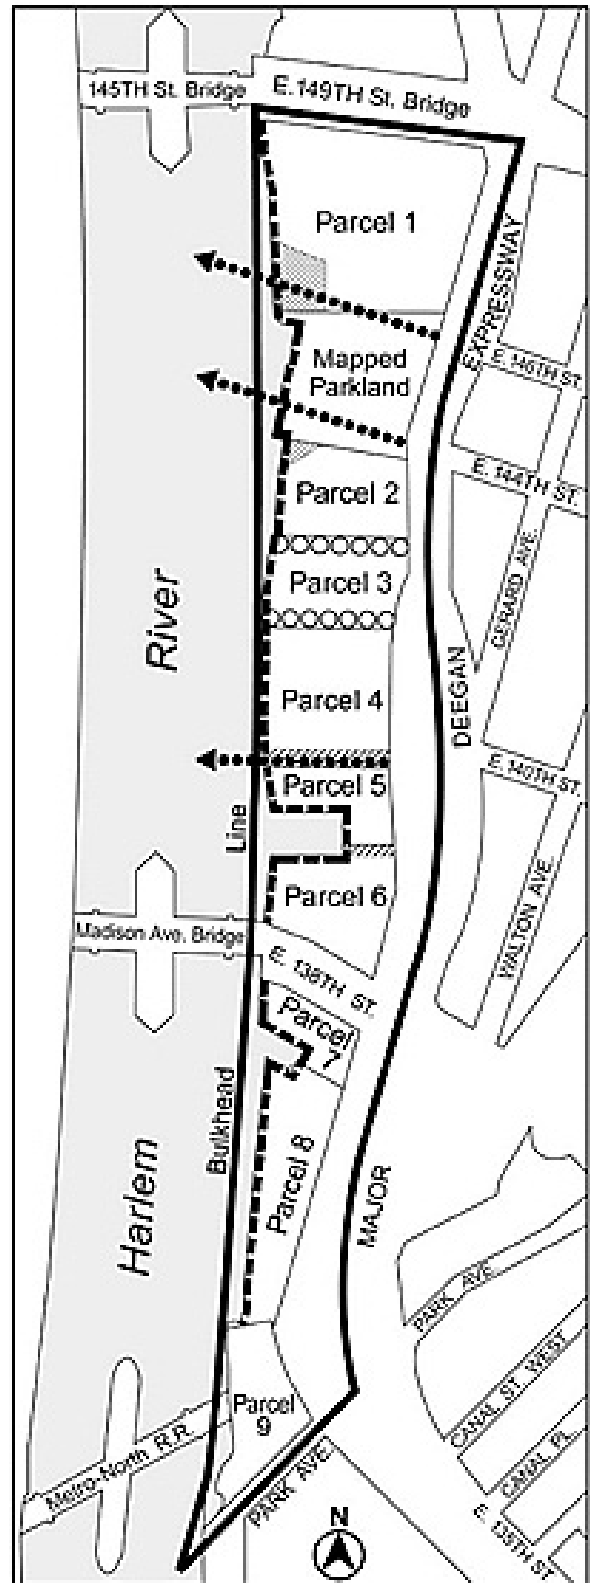 145TH St. Bridge
E. 149TH St. Bridge
Parcel 1
EXPRESSWAY
Mapped
Parkland
E. 146TH ST.
E. 144TH ST.
Parcel 2
Parcel 3
GERARD AVE.
River
Parcel 4
DEEGAN
E. 140TH ST.
Parcel 5
Line
Parcel 6
WALTON AVE.
Madison Ave. Bridge
E. 138TH ST.
Parcel
7
Bulkhead
Parcel 8
Harlem
MAJOR
PARK AVE.
CANAL ST. WEST
Parcel
9
Metro-North R.R.
CANAL PL.
PARK AVE.
E. 135TH ST.
N